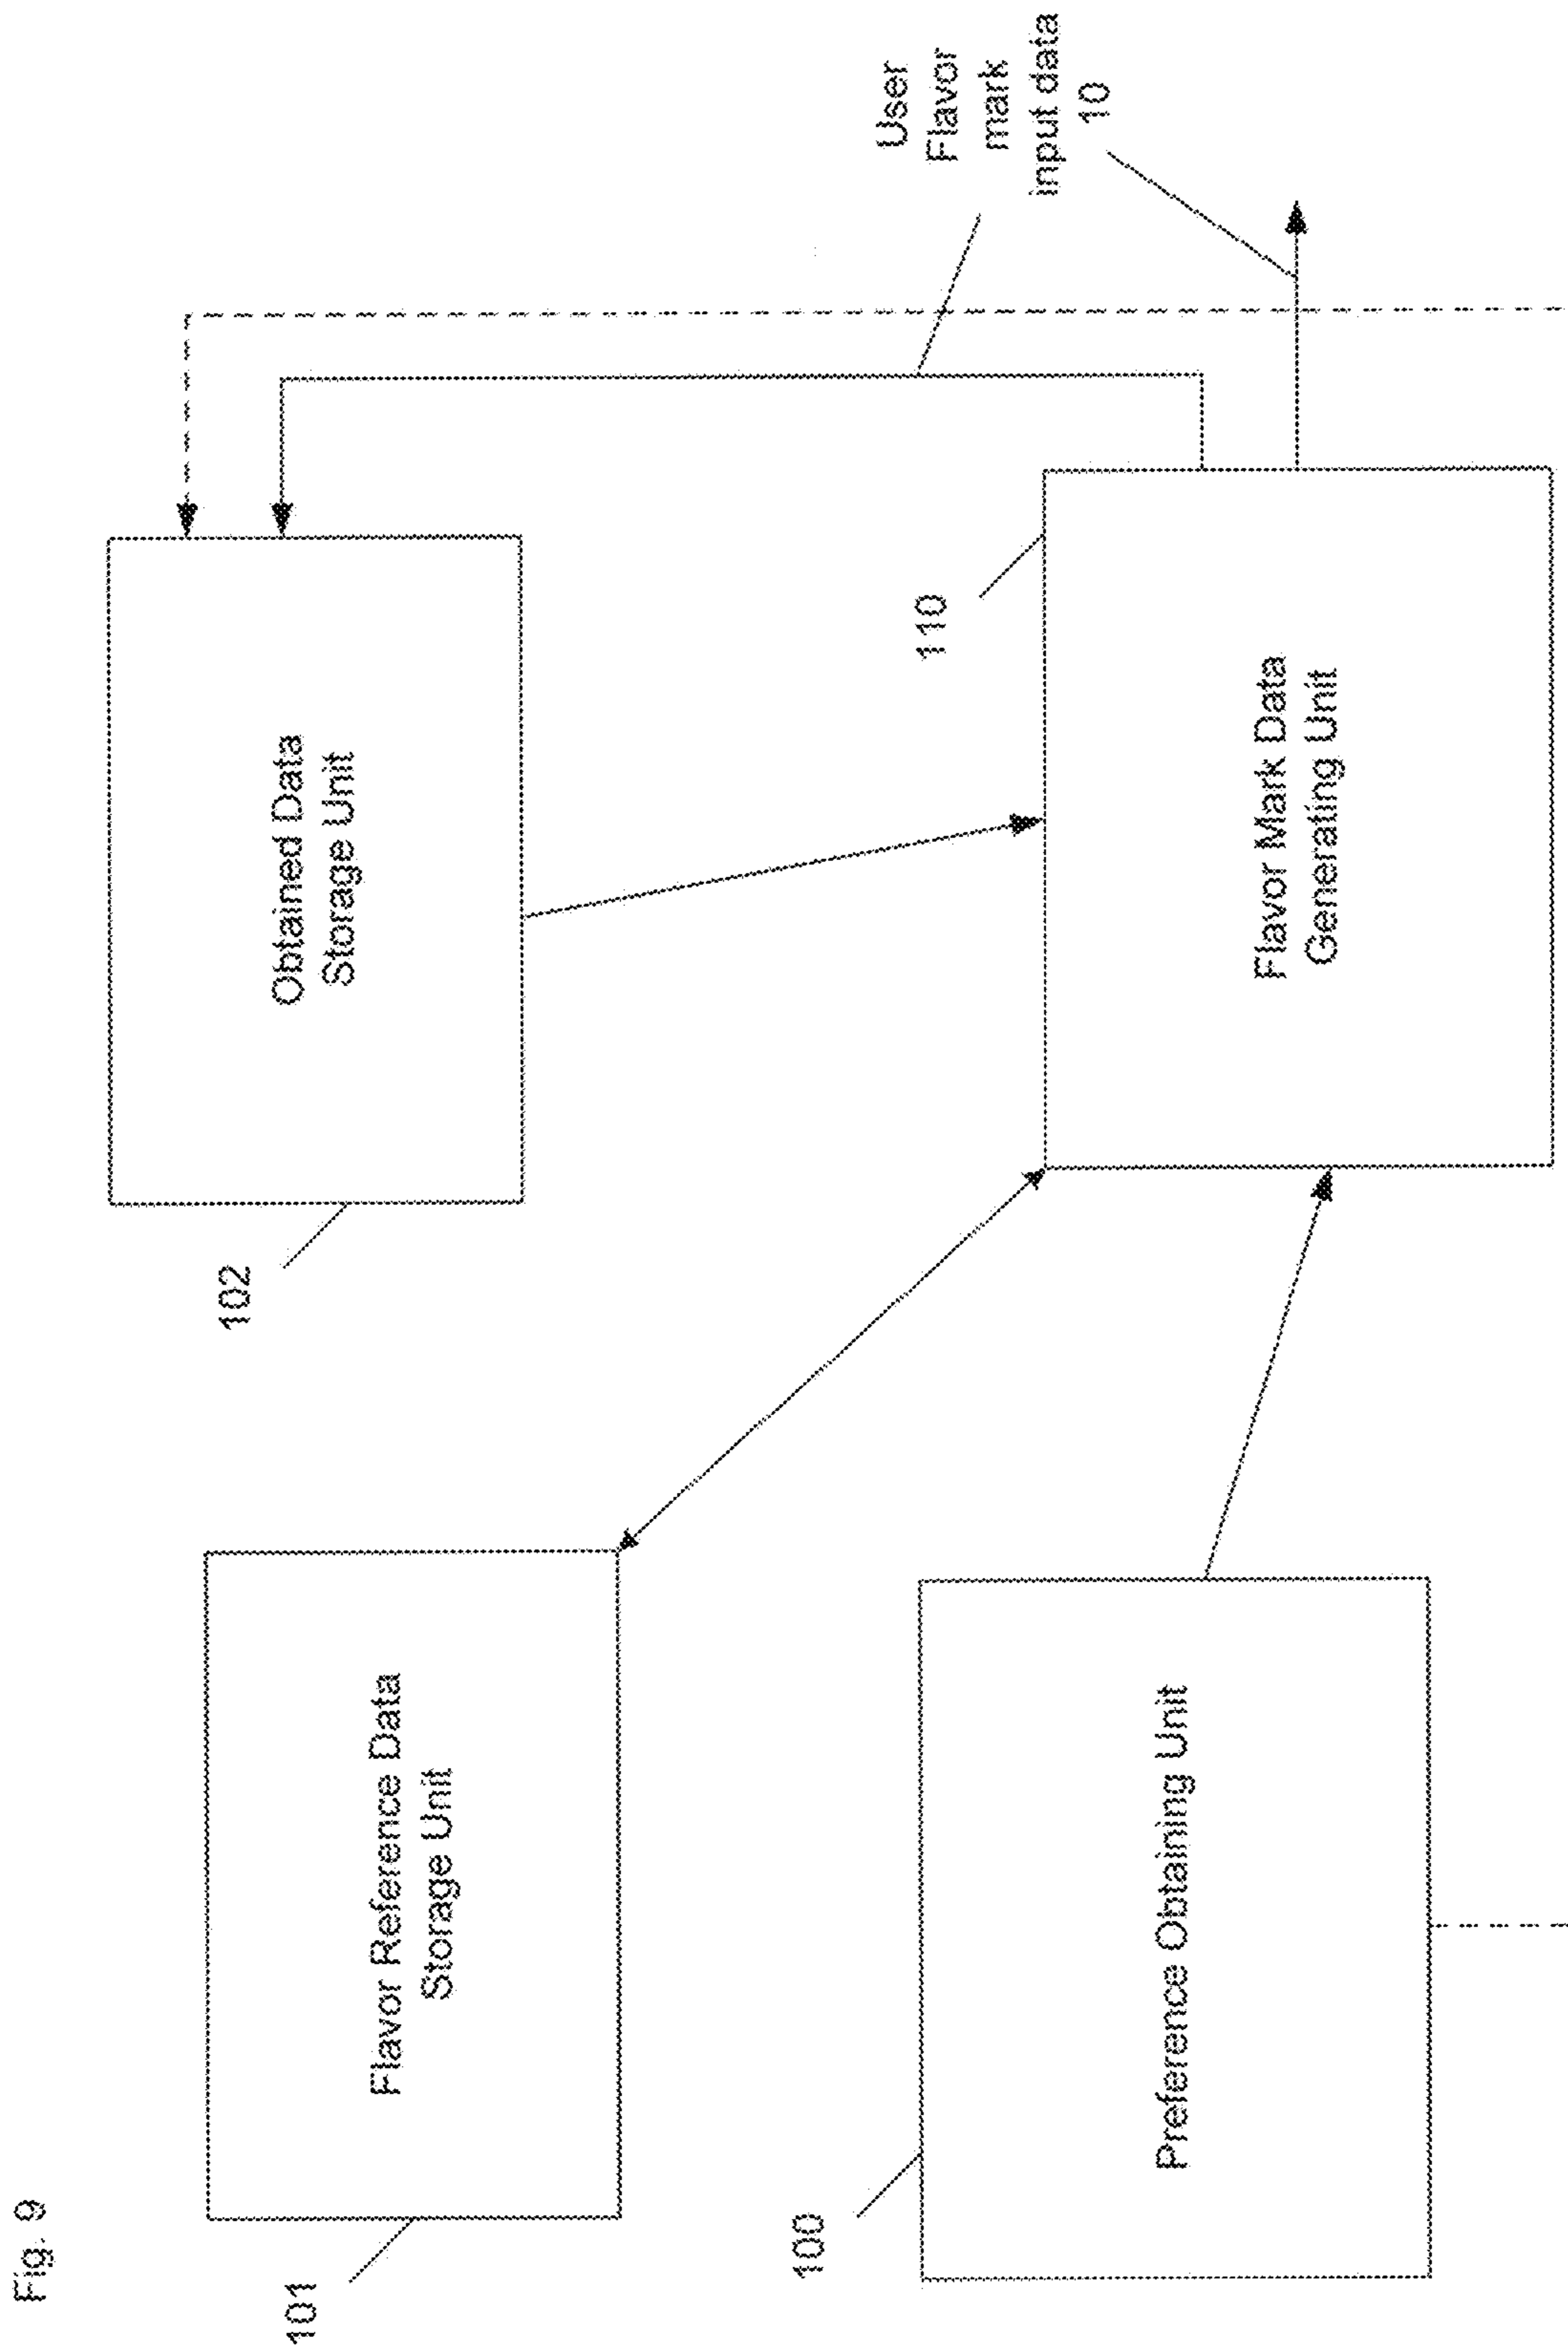 Fig. 9
101
Flavor Reference Data
Storage Unit
102
Obtained Data
Storage Unit
100
Preference Obtaining Unit
110
Flavor Mark Data
Generating Unit
User
Flavor
mark
input data
10